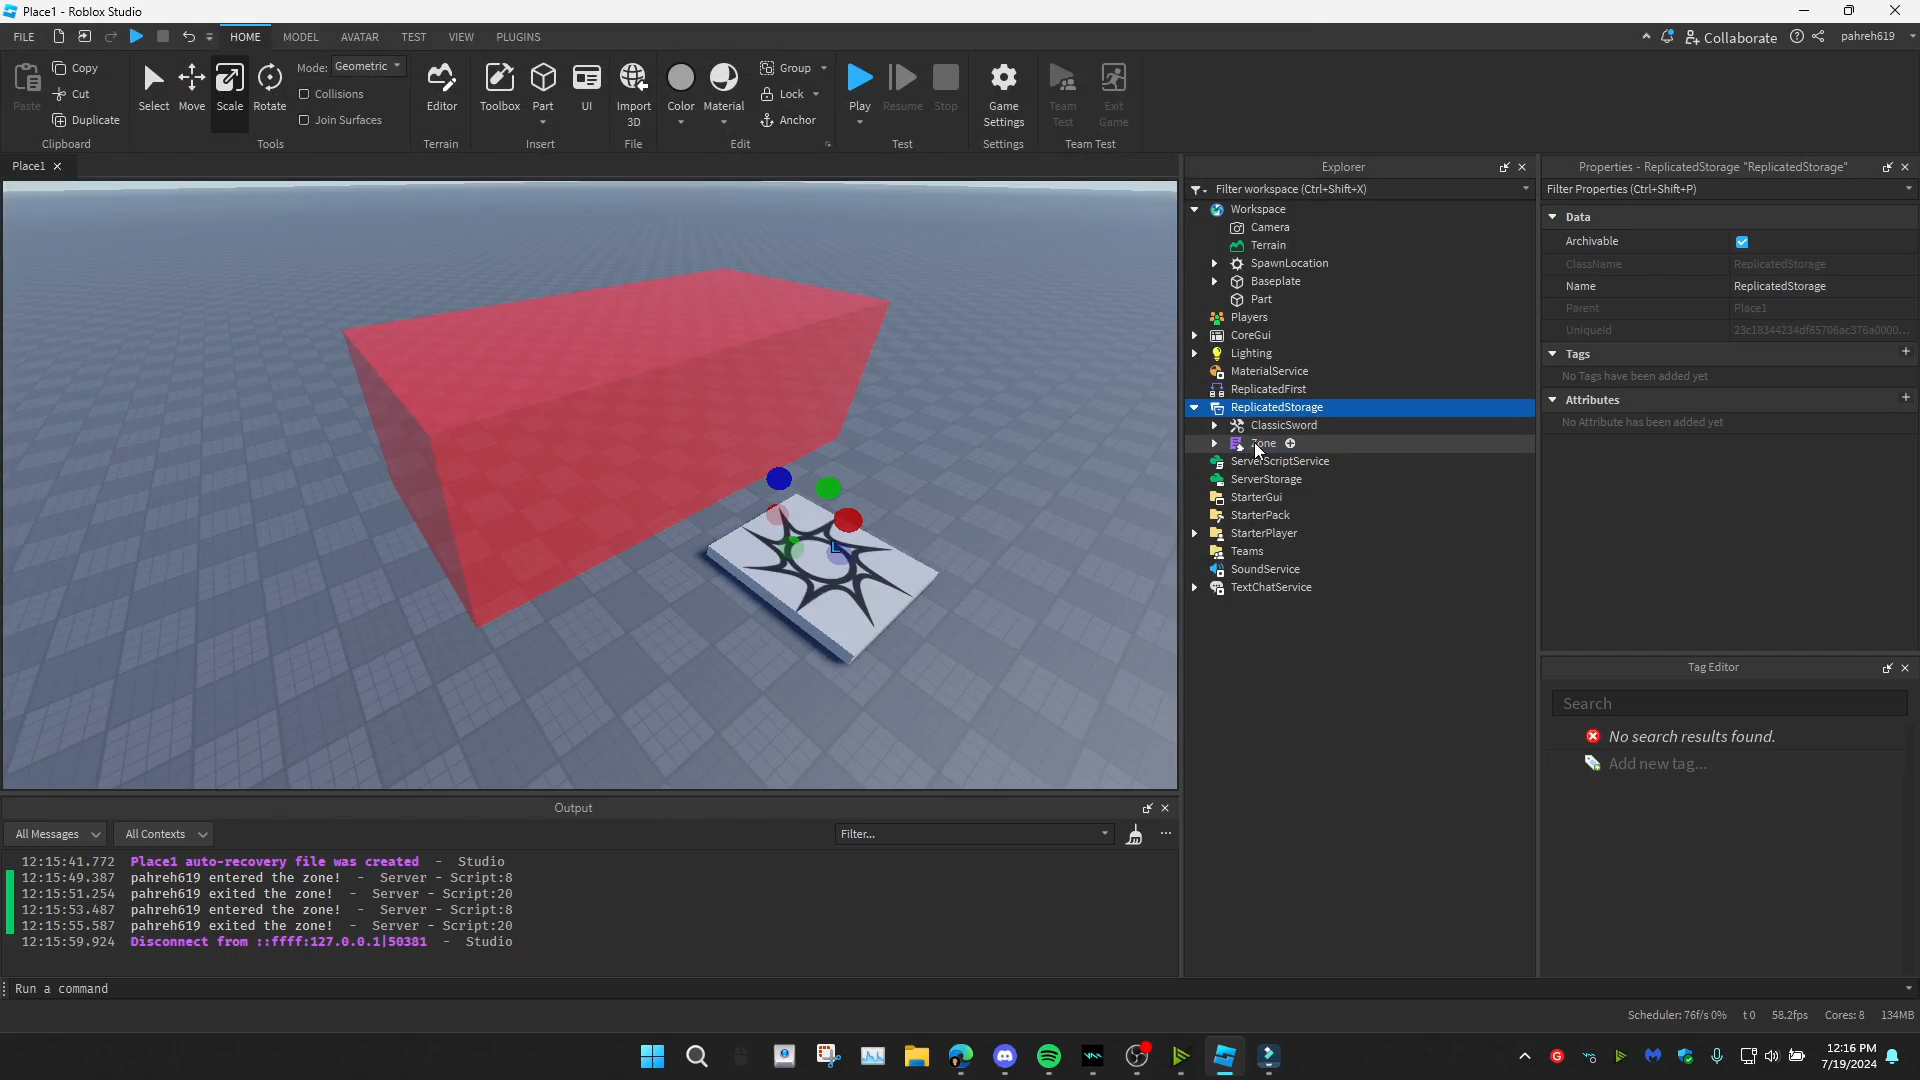 Place1 - Roblox Studio
FILE HOME MODEL AVATAR TEST VIEW PLUGINS Collaborate pahreh619
Paste Copy Cut Duplicate Clipboard
Select Move Scale Rotate Mode: Geometric Collisions Join Surfaces Tools
Editor Terrain
Toolbox Part UI Insert
Import 3D File
Color Material Group Lock Anchor Edit
Play Resume Stop Test
Game Settings Settings
Team Test Exit Game Team Test
Place1
Explorer
Filter workspace (Ctrl+Shift+X)
Workspace
Camera
Terrain
SpawnLocation
Baseplate
Part
Players
CoreGui
Lighting
MaterialService
ReplicatedFirst
ReplicatedStorage
ClassicSword
Zone
ServerScriptService
ServerStorage
StarterGui
StarterPack
StarterPlayer
Teams
SoundService
TextChatService
Properties - ReplicatedStorage "ReplicatedStorage"
Filter Properties (Ctrl+Shift+P)
Data
Archivable
ClassName ReplicatedStorage
Name ReplicatedStorage
Parent Place1
UniqueId 23c18344234df65706ac376a0000...
Tags
No Tags have been added yet
Attributes
No Attribute has been added yet
Tag Editor
Search
No search results found.
Add new tag...
Output
All Messages All Contexts Filter...
12:15:41.772 Place1 auto-recovery file was created - Studio
12:15:49.387 pahreh619 entered the zone! - Server - Script:8
12:15:51.254 pahreh619 exited the zone! - Server - Script:20
12:15:53.487 pahreh619 entered the zone! - Server - Script:8
12:15:55.587 pahreh619 exited the zone! - Server - Script:20
12:15:59.924 Disconnect from ::ffff:127.0.0.1|50381 - Studio
Run a command
Scheduler: 76f/s 0% t 0 58.2fps Cores: 8 134MB
12:16 PM
7/19/2024